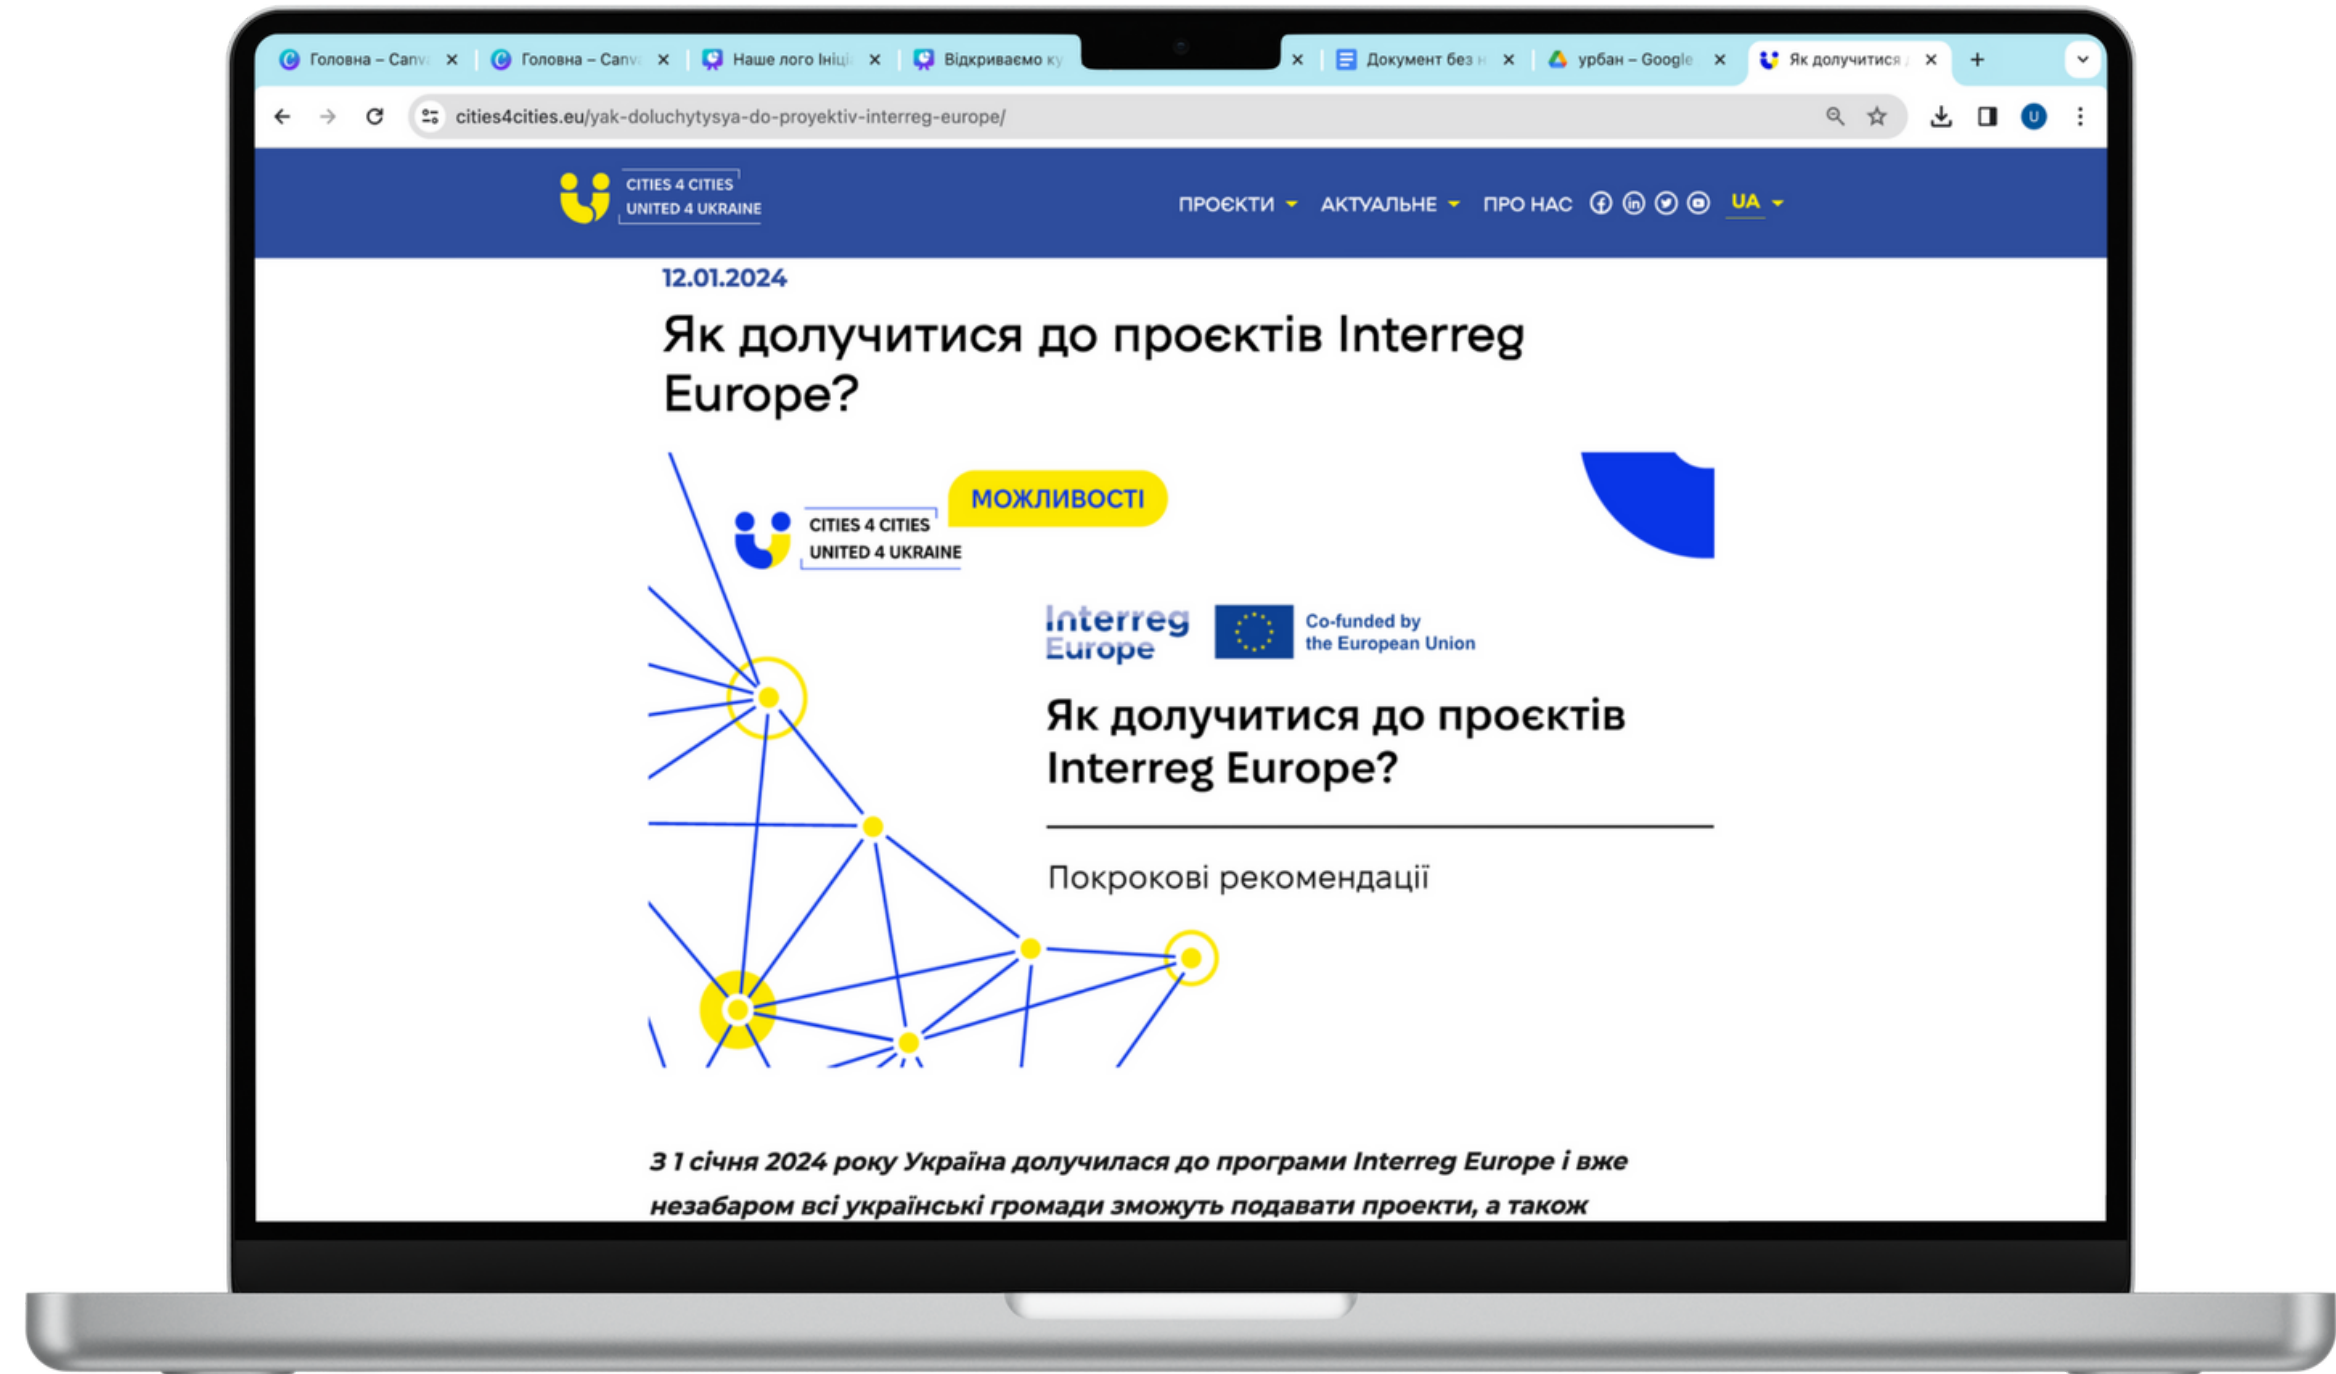 Головна – Canv
Головна – Canv
Наше лого Ініці
Відкриваємо ку
Документ без н
урбан – Google
Як долучитися
cities4cities.eu/yak-doluchytysya-do-proyektiv-interreg-europe/
U
CITIES 4 CITIES
UNITED 4 UKRAINE
ПРОЄКТИ
АКТУАЛЬНЕ
ПРО НАС
UA
12.01.2024
Як долучитися до проєктів Interreg
Europe?
МОЖЛИВОСТІ
CITIES 4 CITIES
UNITED 4 UKRAINE
Interreg
Europe
Co-funded by
the European Union
Як долучитися до проєктів
Interreg Europe?
Покрокові рекомендації
З 1 січня 2024 року Україна долучилася до програми Interreg Europe і вже
незабаром всі українські громади зможуть подавати проекти, а також